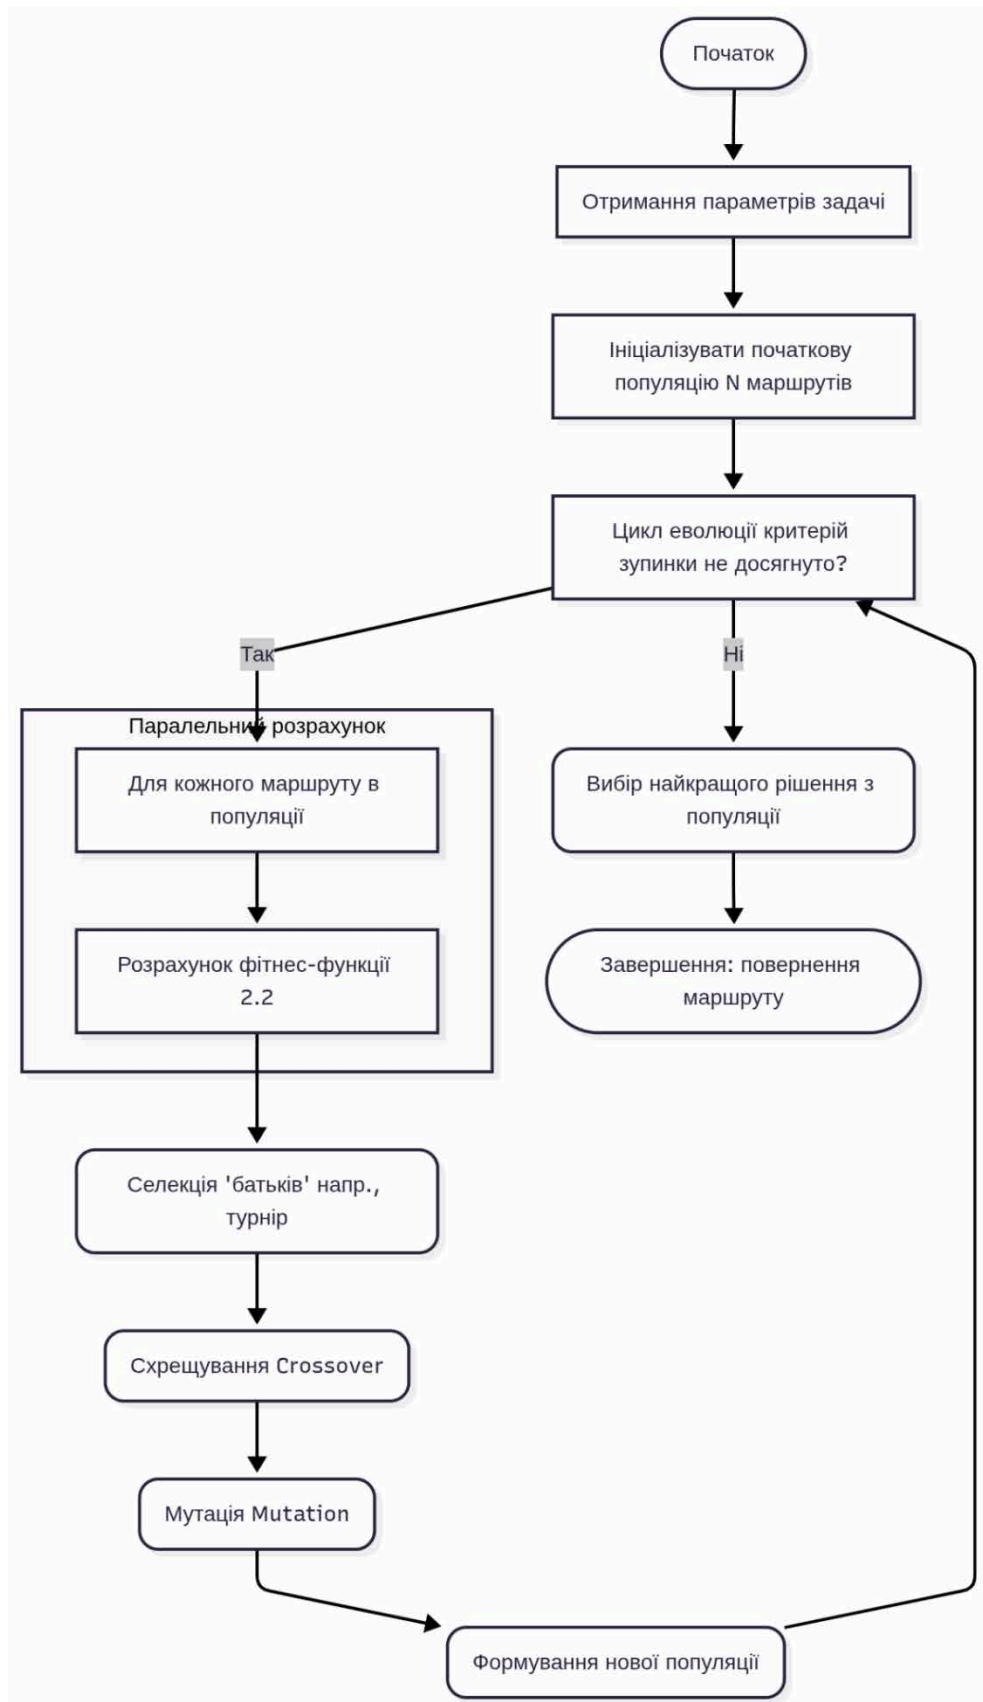 Початок
Отримання параметрів задачі
Ініціалізувати початкову
популяцію N маршрутів
Цикл еволюції критерій
зупинки не досягнуто?
Так
Ні
Паралельний розрахунок
Для кожного маршруту в
популяції
Вибір найкращого рішення з
популяції
Розрахунок фітнес-функції
2.2
Завершення: повернення
маршруту
Селекція 'батьків' напр.,
турнір
Схрещування Crossover
Мутація Mutation
Формування нової популяції